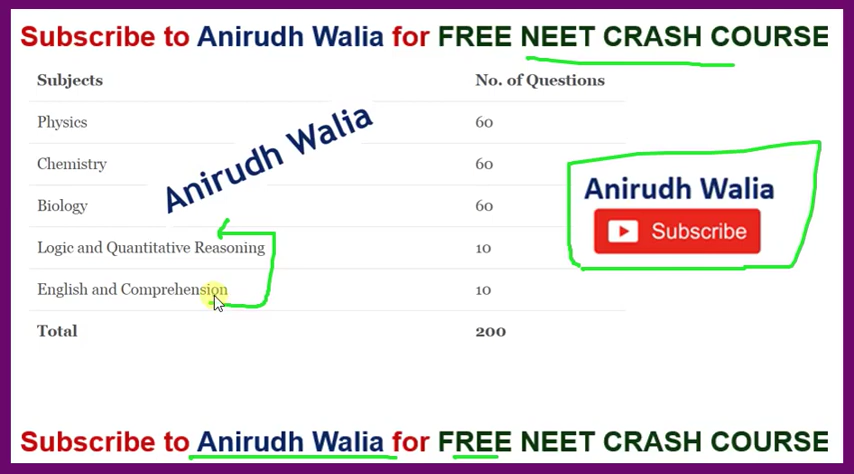 Subscribe to Anirudh Walia for FREE NEET CRASH COURSE
Subjects No. of Questions
Physics 60
Chemistry 60
Biology 60
Logic and Quantitative Reasoning 10
English and Comprehension 10
Total 200
Anirudh Walia
Anirudh Walia
Subscribe
Subscribe to Anirudh Walia for FREE NEET CRASH COURSE